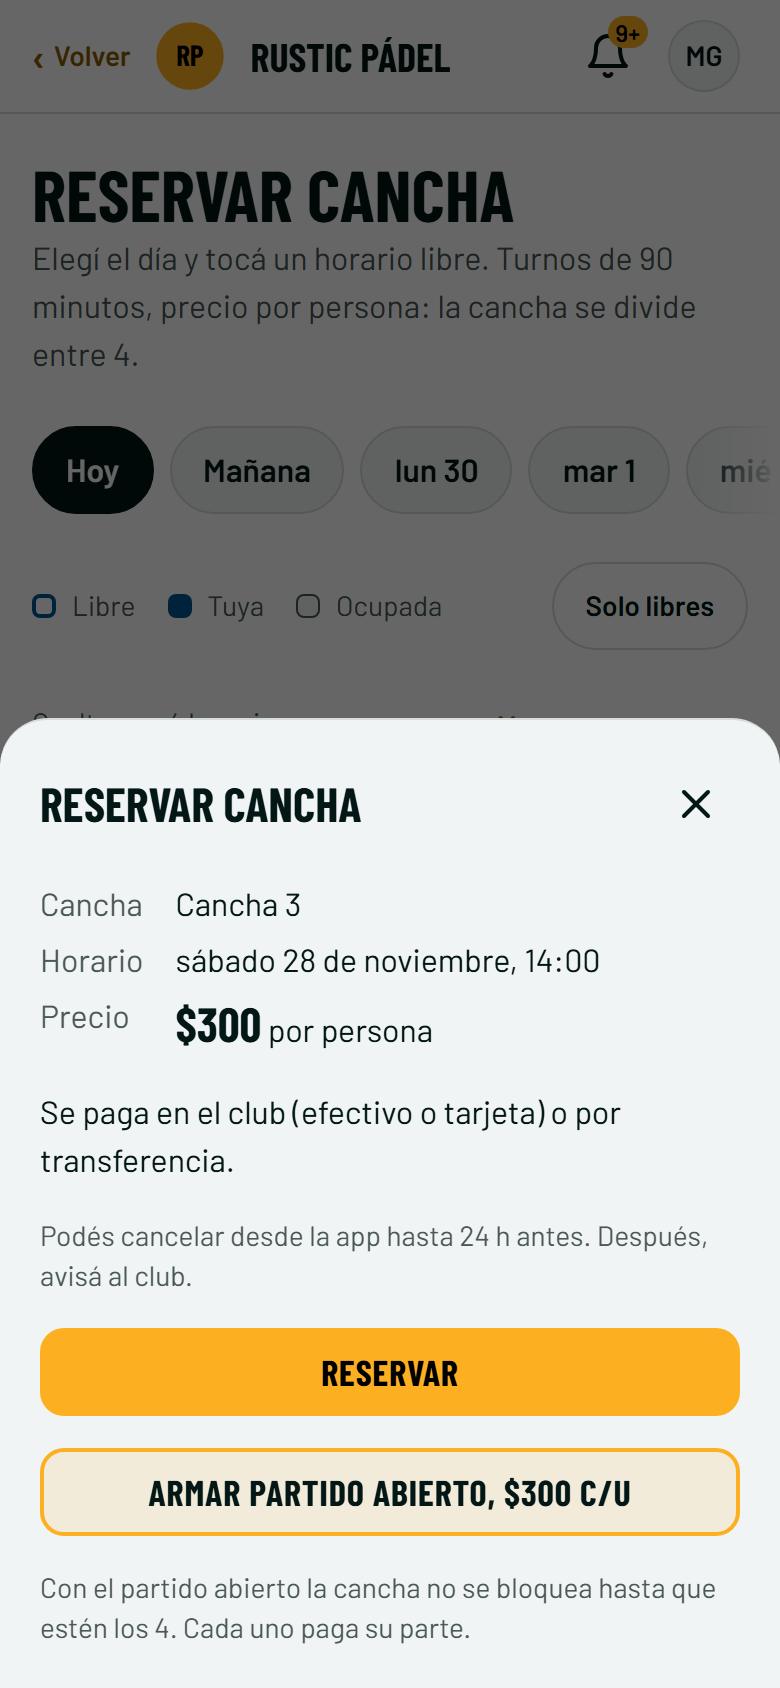 ‹ Volver
RP
RUSTIC PÁDEL
9+
MG
RESERVAR CANCHA
Elegí el día y tocá un horario libre. Turnos de 90
minutos, precio por persona: la cancha se divide
entre 4.
Hoy
Mañana
lun 30
mar 1
mié
Libre
Tuya
Ocupada
Solo libres
RESERVAR CANCHA
Cancha Cancha 3
Horario sábado 28 de noviembre, 14:00
Precio $300 por persona
Se paga en el club (efectivo o tarjeta) o por
transferencia.
Podés cancelar desde la app hasta 24 h antes. Después,
avisá al club.
RESERVAR
ARMAR PARTIDO ABIERTO, $300 C/U
Con el partido abierto la cancha no se bloquea hasta que
estén los 4. Cada uno paga su parte.